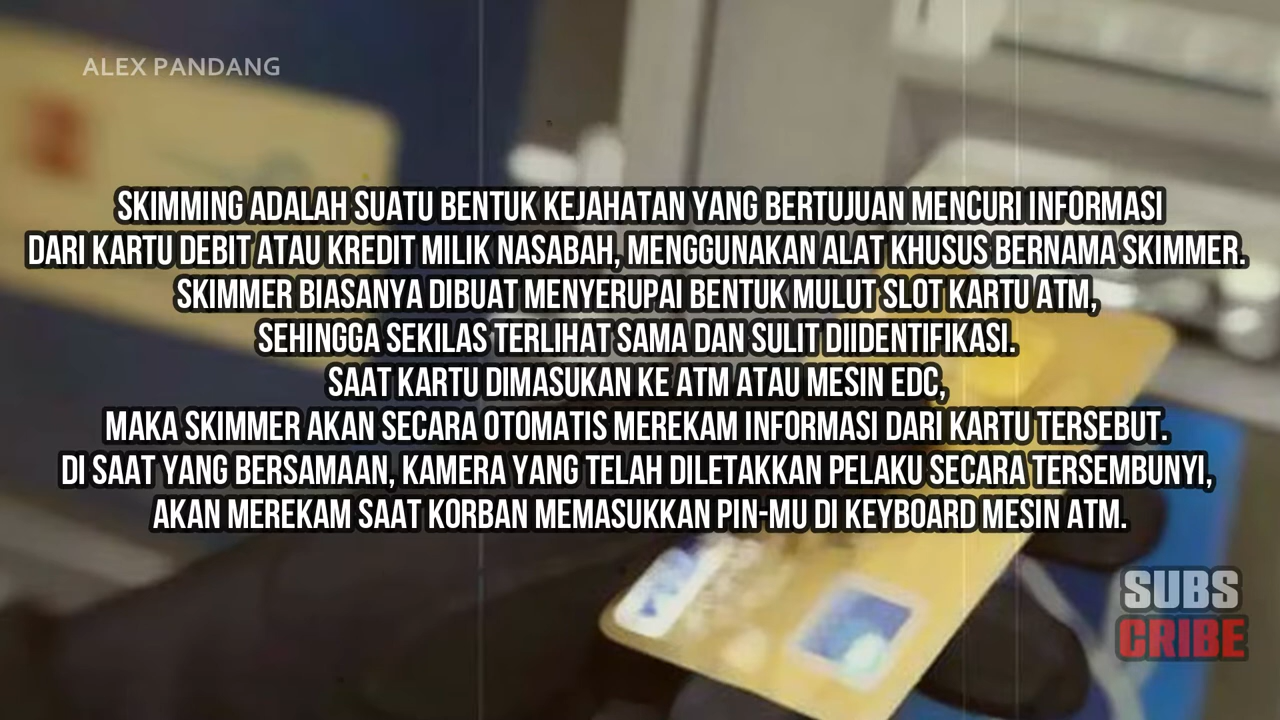 ALEX PANDANG
SKIMMING ADALAH SUATU BENTUK KEJAHATAN YANG BERTUJUAN MENCURI INFORMASI
DARI KARTU DEBIT ATAU KREDIT MILIK NASABAH, MENGGUNAKAN ALAT KHUSUS BERNAMA SKIMMER.
SKIMMER BIASANYA DIBUAT MENYERUPAI BENTUK MULUT SLOT KARTU ATM,
SEHINGGA SEKILAS TERLIHAT SAMA DAN SULIT DIIDENTIFIKASI.
SAAT KARTU DIMASUKAN KE ATM ATAU MESIN EDC,
MAKA SKIMMER AKAN SECARA OTOMATIS MEREKAM INFORMASI DARI KARTU TERSEBUT.
DI SAAT YANG BERSAMAAN, KAMERA YANG TELAH DILETAKKAN PELAKU SECARA TERSEMBUNYI,
AKAN MEREKAM SAAT KORBAN MEMASUKKAN PIN-MU DI KEYBOARD MESIN ATM.
SUBS
CRIBE